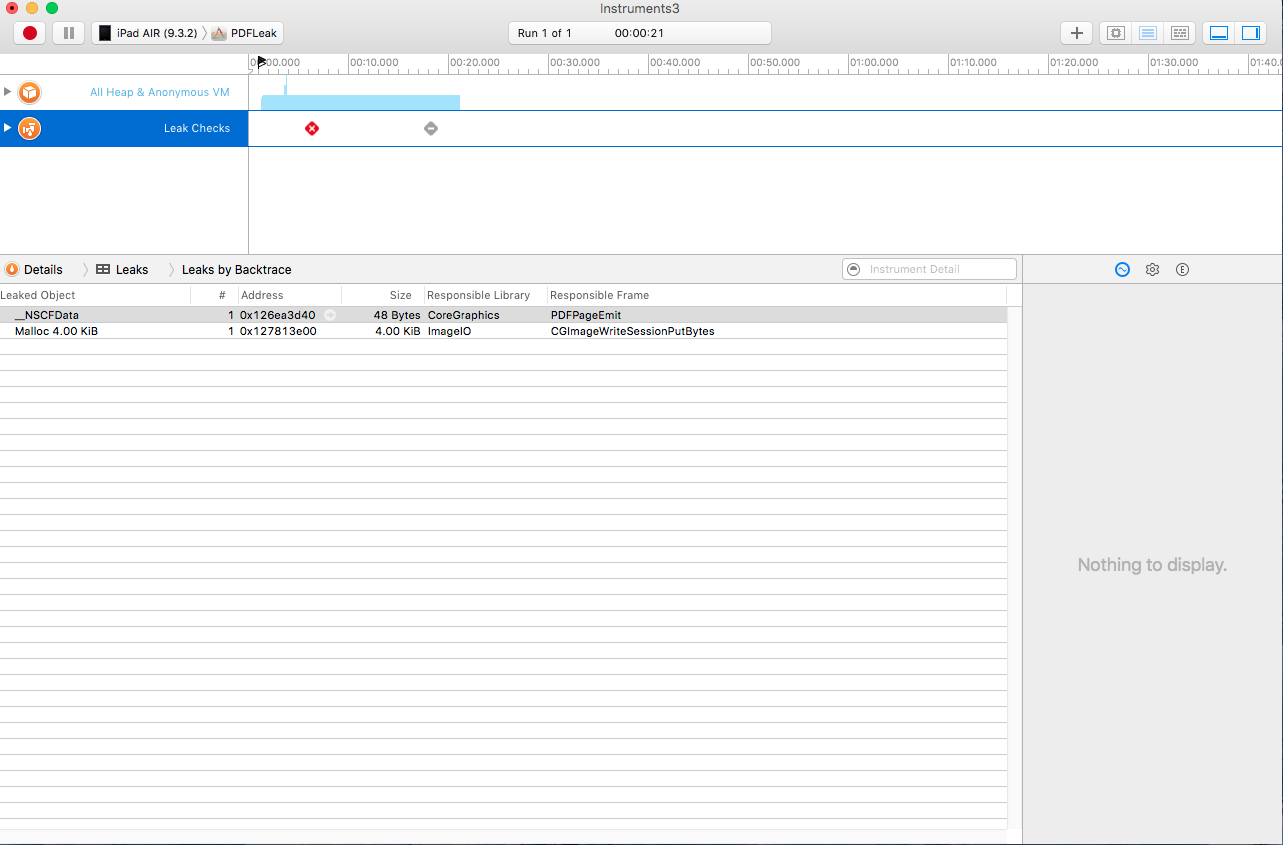 Instruments3
iPad AIR (9.3.2) PDFLeak Run 1 of 1 00:00:21
00:00.000 00:10.000 00:20.000 00:30.000 00:40.000 00:50.000 01:00.000 01:10.000 01:20.000 01:30.000 01:40.0
All Heap & Anonymous VM
Leak Checks
Details Leaks Leaks by Backtrace Instrument Detail E
Leaked Object # Address Size Responsible Library Responsible Frame
__NSCFData 1 0x126ea3d40 48 Bytes CoreGraphics PDFPageEmit
Malloc 4.00 KiB 1 0x127813e00 4.00 KiB ImageIO CGImageWriteSessionPutBytes
Nothing to display.